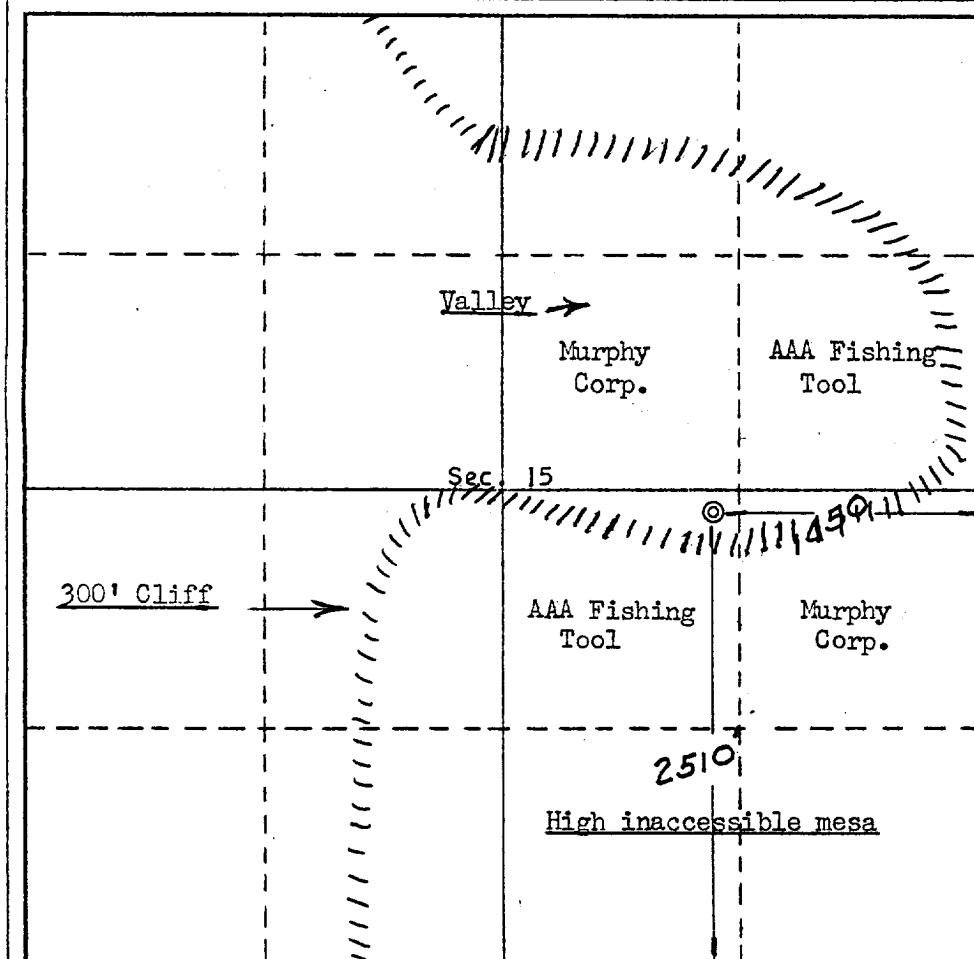 Valley
Murphy
Corp.
AAA Fishing
Tool
Sec. 15
1450
300' Cliff
AAA Fishing
Tool
Murphy
Corp.
2510'
High inaccessible mesa